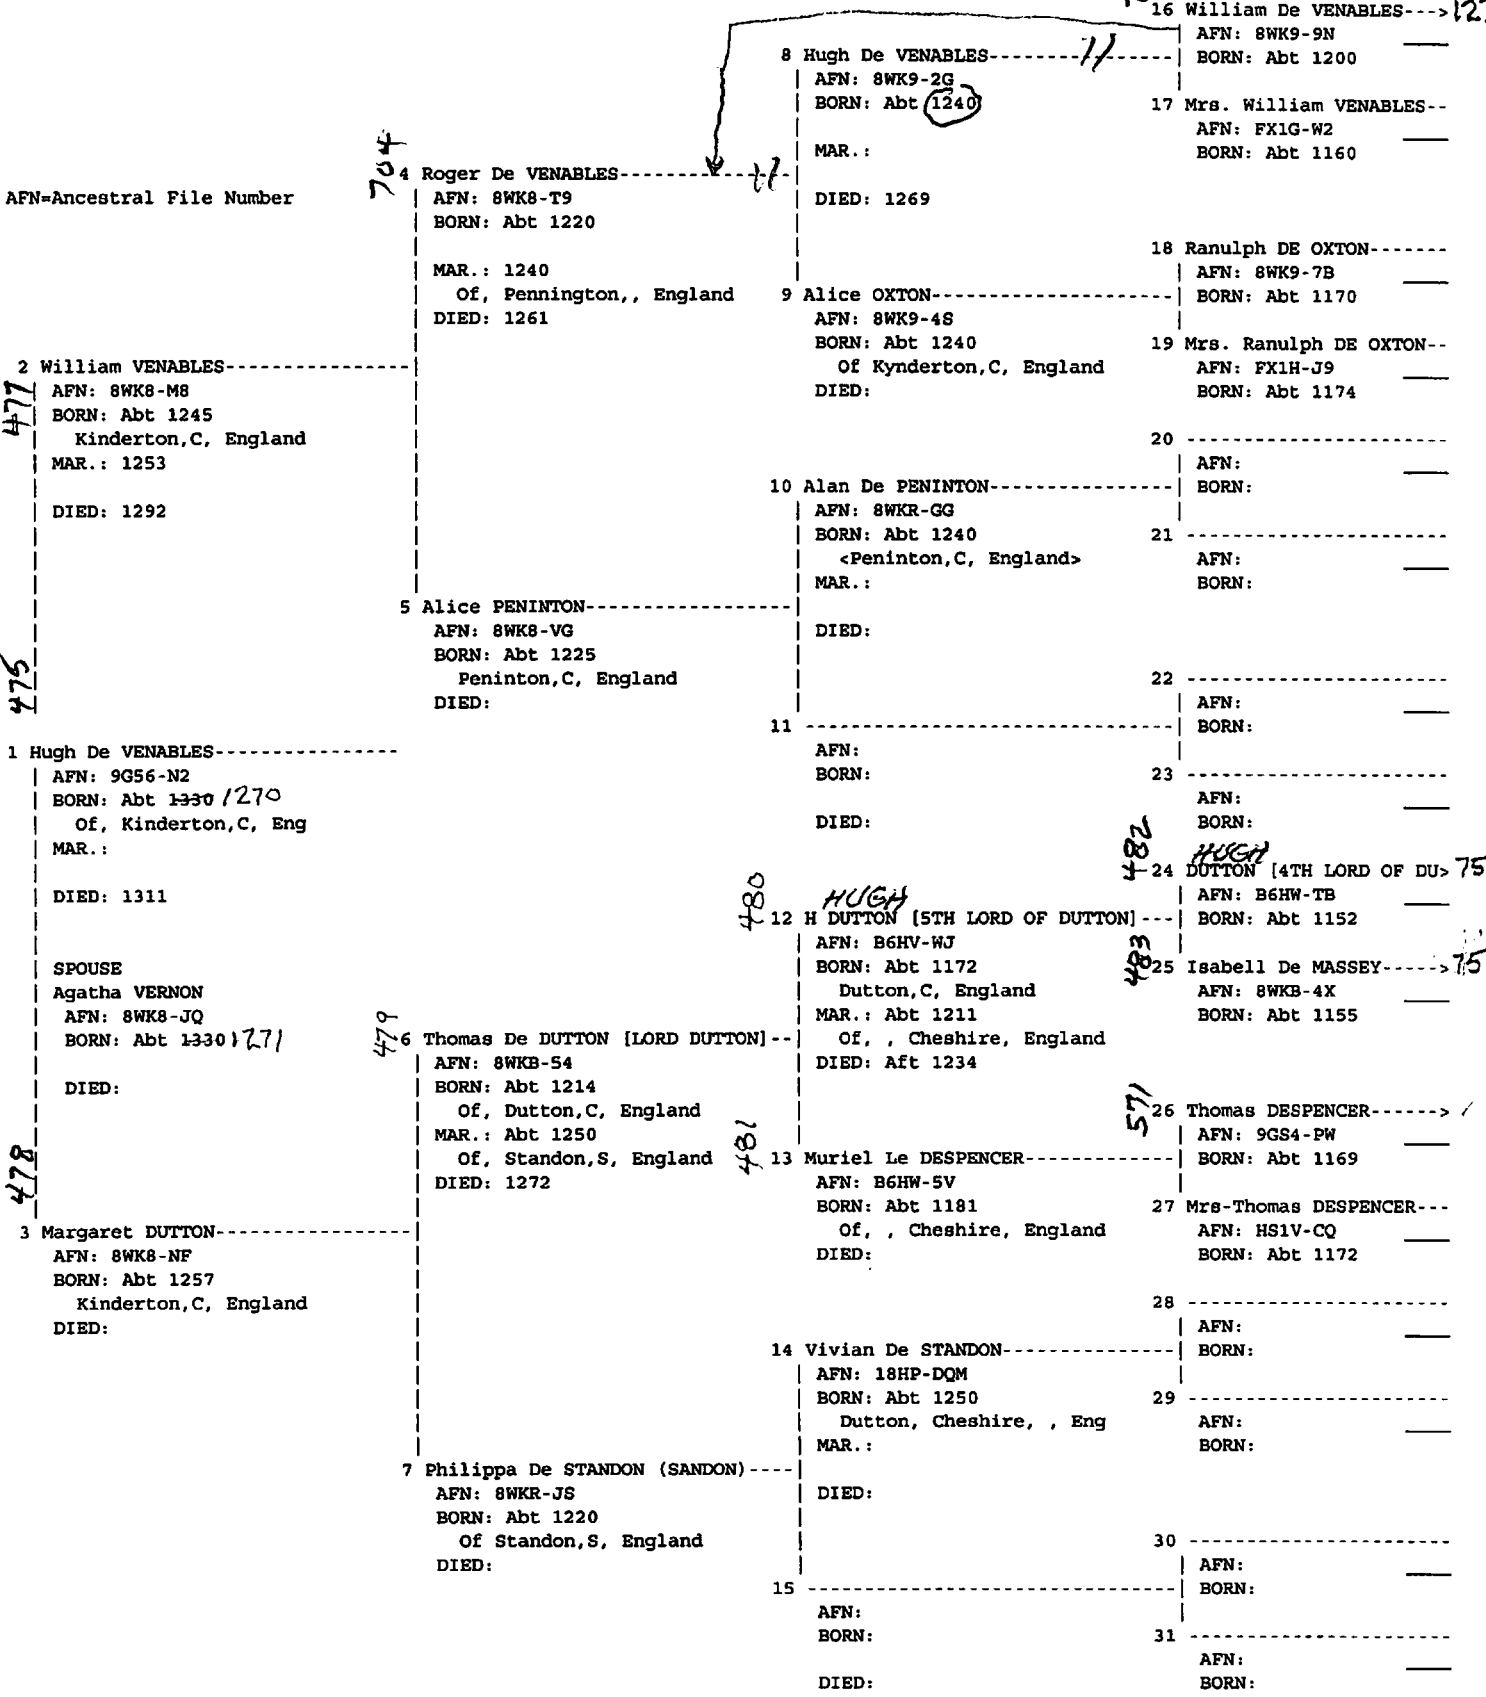 16 William De VENABLES--->
AFN: 8WK9-9N
BORN: Abt 1200
8 Hugh De VENABLES
AFN: 8WK9-2G
BORN: Abt 1240
MAR.:
DIED: 1269
17 Mrs. William VENABLES--
AFN: FX1G-W2
BORN: Abt 1160
704
4 Roger De VENABLES
AFN: 8WK8-T9
BORN: Abt 1220
MAR.: 1240
Of, Pennington,, England
DIED: 1261
AFN=Ancestral File Number
18 Ranulph DE OXTON-------
AFN: 8WK9-7B
BORN: Abt 1170
9 Alice OXTON
AFN: 8WK9-4S
BORN: Abt 1240
Of Kynderton,C, England
DIED:
19 Mrs. Ranulph DE OXTON--
AFN: FX1H-J9
BORN: Abt 1174
2 William VENABLES
477
AFN: 8WK8-M8
BORN: Abt 1245
Kinderton,C, England
MAR.: 1253
DIED: 1292
20
AFN:
BORN:
10 Alan De PENINTON
AFN: 8WKR-GG
BORN: Abt 1240
<Peninton,C, England>
MAR.:
DIED:
21
AFN:
BORN:
5 Alice PENINTON
AFN: 8WK8-VG
BORN: Abt 1225
Peninton,C, England
DIED:
475
22
AFN:
BORN:
11
AFN:
BORN:
DIED:
23
AFN:
BORN:
1 Hugh De VENABLES
AFN: 9G56-N2
BORN: Abt 1330 1270
Of, Kinderton,C, Eng
MAR.:
DIED: 1311
SPOUSE
Agatha VERNON
AFN: 8WK8-JQ
BORN: Abt 1330 1271
DIED:
482
HUGH
24 DUTTON [4TH LORD OF DU> 75
AFN: B6HW-TB
BORN: Abt 1152
480
HUGH
12 H DUTTON [5TH LORD OF DUTTON]---
AFN: B6HV-WJ
BORN: Abt 1172
Dutton,C, England
MAR.: Abt 1211
Of, , Cheshire, England
DIED: Aft 1234
483
25 Isabell De MASSEY-----> 75
AFN: 8WKB-4X
BORN: Abt 1155
479
6 Thomas De DUTTON [LORD DUTTON]--
AFN: 8WKB-54
BORN: Abt 1214
Of, Dutton,C, England
MAR.: Abt 1250
Of, Standon,S, England
DIED: 1272
571
26 Thomas DESPENCER------>
AFN: 9GS4-PW
BORN: Abt 1169
481
13 Muriel Le DESPENCER
AFN: B6HW-5V
BORN: Abt 1181
Of, , Cheshire, England
DIED:
27 Mrs-Thomas DESPENCER---
AFN: HS1V-CQ
BORN: Abt 1172
478
3 Margaret DUTTON
AFN: 8WK8-NF
BORN: Abt 1257
Kinderton,C, England
DIED:
28
AFN:
BORN:
14 Vivian De STANDON
AFN: 18HP-DQM
BORN: Abt 1250
Dutton, Cheshire, , Eng
MAR.:
DIED:
29
AFN:
BORN:
7 Philippa De STANDON (SANDON)----
AFN: 8WKR-JS
BORN: Abt 1220
Of Standon,S, England
DIED:
30
AFN:
BORN:
15
AFN:
BORN:
DIED:
31
AFN:
BORN: